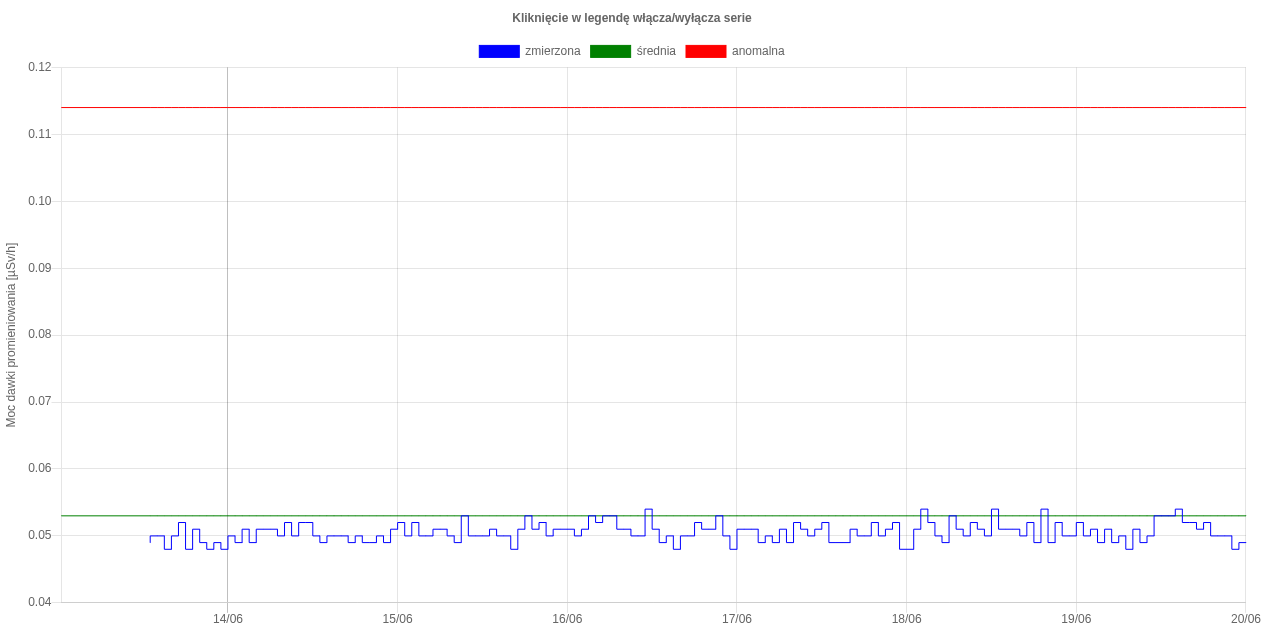 Kliknięcie w legendę włącza/wyłącza serie
zmierzona średnia anomalna
Moc dawki promieniowania [µSv/h]
0.12
0.11
0.10
0.09
0.08
0.07
0.06
0.05
0.04
14/06 15/06 16/06 17/06 18/06 19/06 20/06